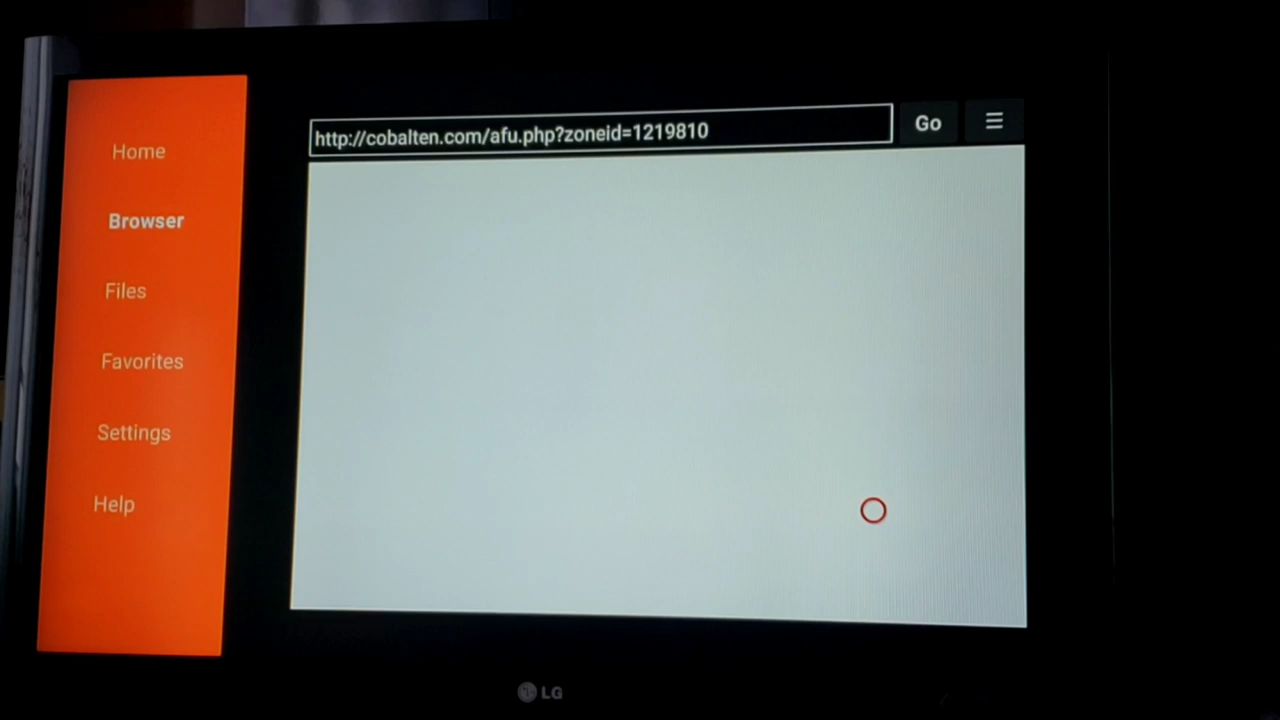 http://cobalten.com/afu.php?zoneid=1219810
Go
Home
Browser
Files
Favorites
Settings
Help
LG